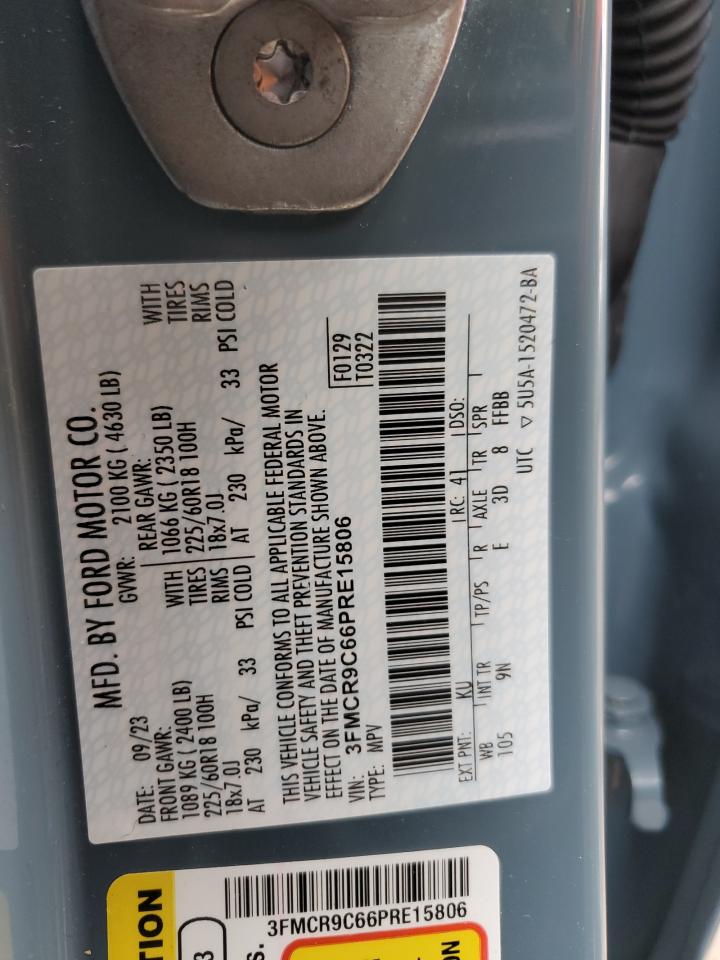 MFD. BY FORD MOTOR CO.
DATE: 09/23 GVWR: 2100 KG ( 4630 LB)
FRONT GAWR: REAR GAWR:
1089 KG ( 2400 LB) WITH 1066 KG ( 2350 LB) WITH
225/60R18 100H TIRES 225/60R18 100H TIRES
18x7.0J RIMS 18x7.0J RIMS
AT 230 kPa/ 33 PSI COLD AT 230 kPa/ 33 PSI COLD
THIS VEHICLE CONFORMS TO ALL APPLICABLE FEDERAL MOTOR
VEHICLE SAFETY AND THEFT PREVENTION STANDARDS IN
EFFECT ON THE DATE OF MANUFACTURE SHOWN ABOVE.
VIN: 3FMCR9C66PRE15806 F0129
TYPE: MPV T0322
EXT PNT: KU RC: 41 DSO:
WB INT TR TP/PS R AXLE TR SPR
105 9N E 3D 8 FFBB
UTC ▽ 5U5A-1520472-BA
3FMCR9C66PRE15806
TION
3
S.
ON